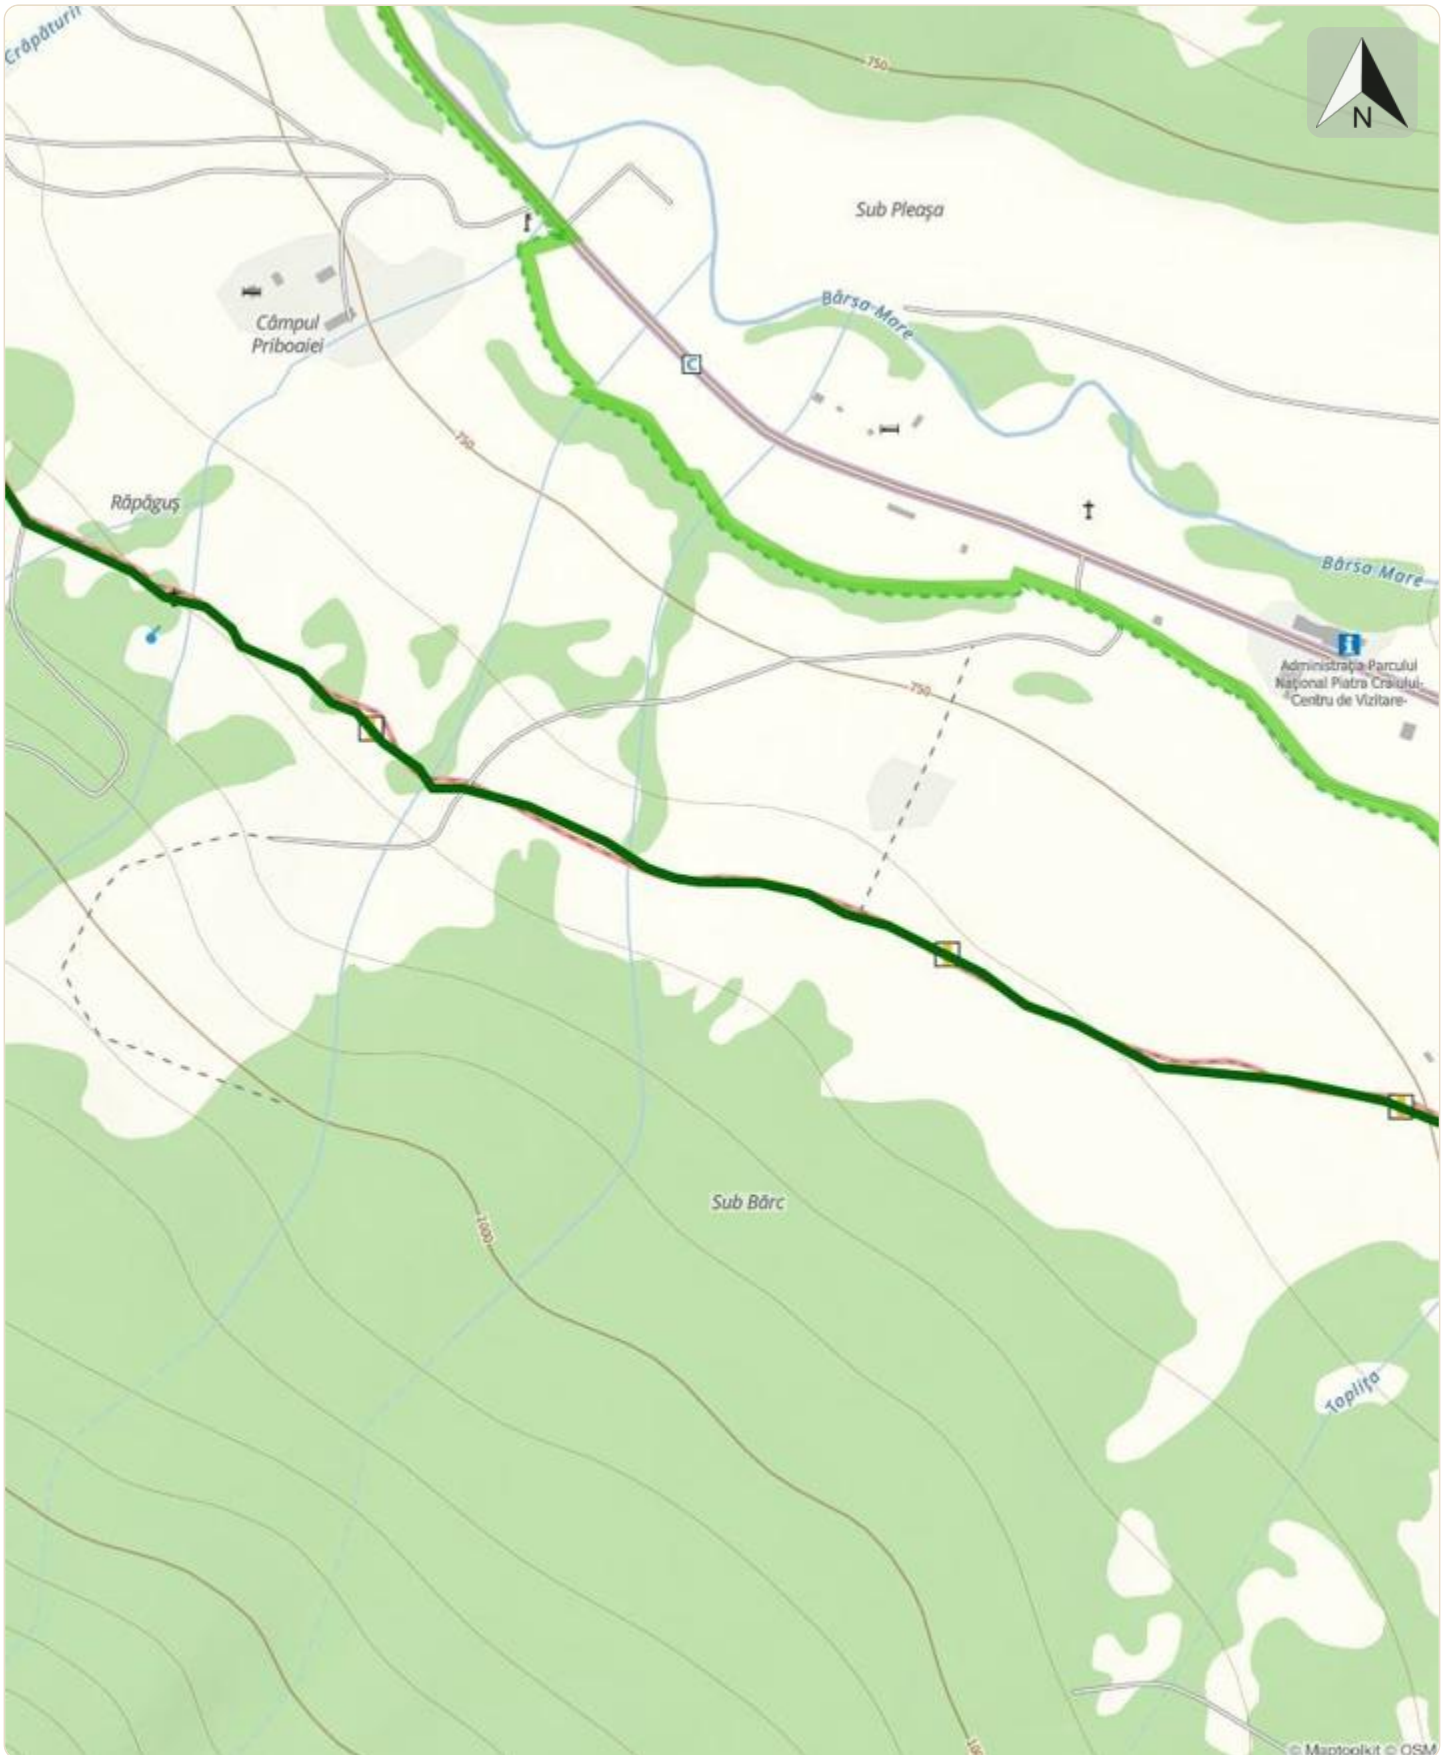 Crăpăturii
750
N
Sub Pleașa
Bârsa Mare
Câmpul
Priboaiei
C
750
Răpăguș
Bârsa Mare
Administrația Parcului
Național Piatra Craiului-
Centru de Vizitare-
750
Sub Bârc
1000
Toplița
© Maptoolkit © OSM